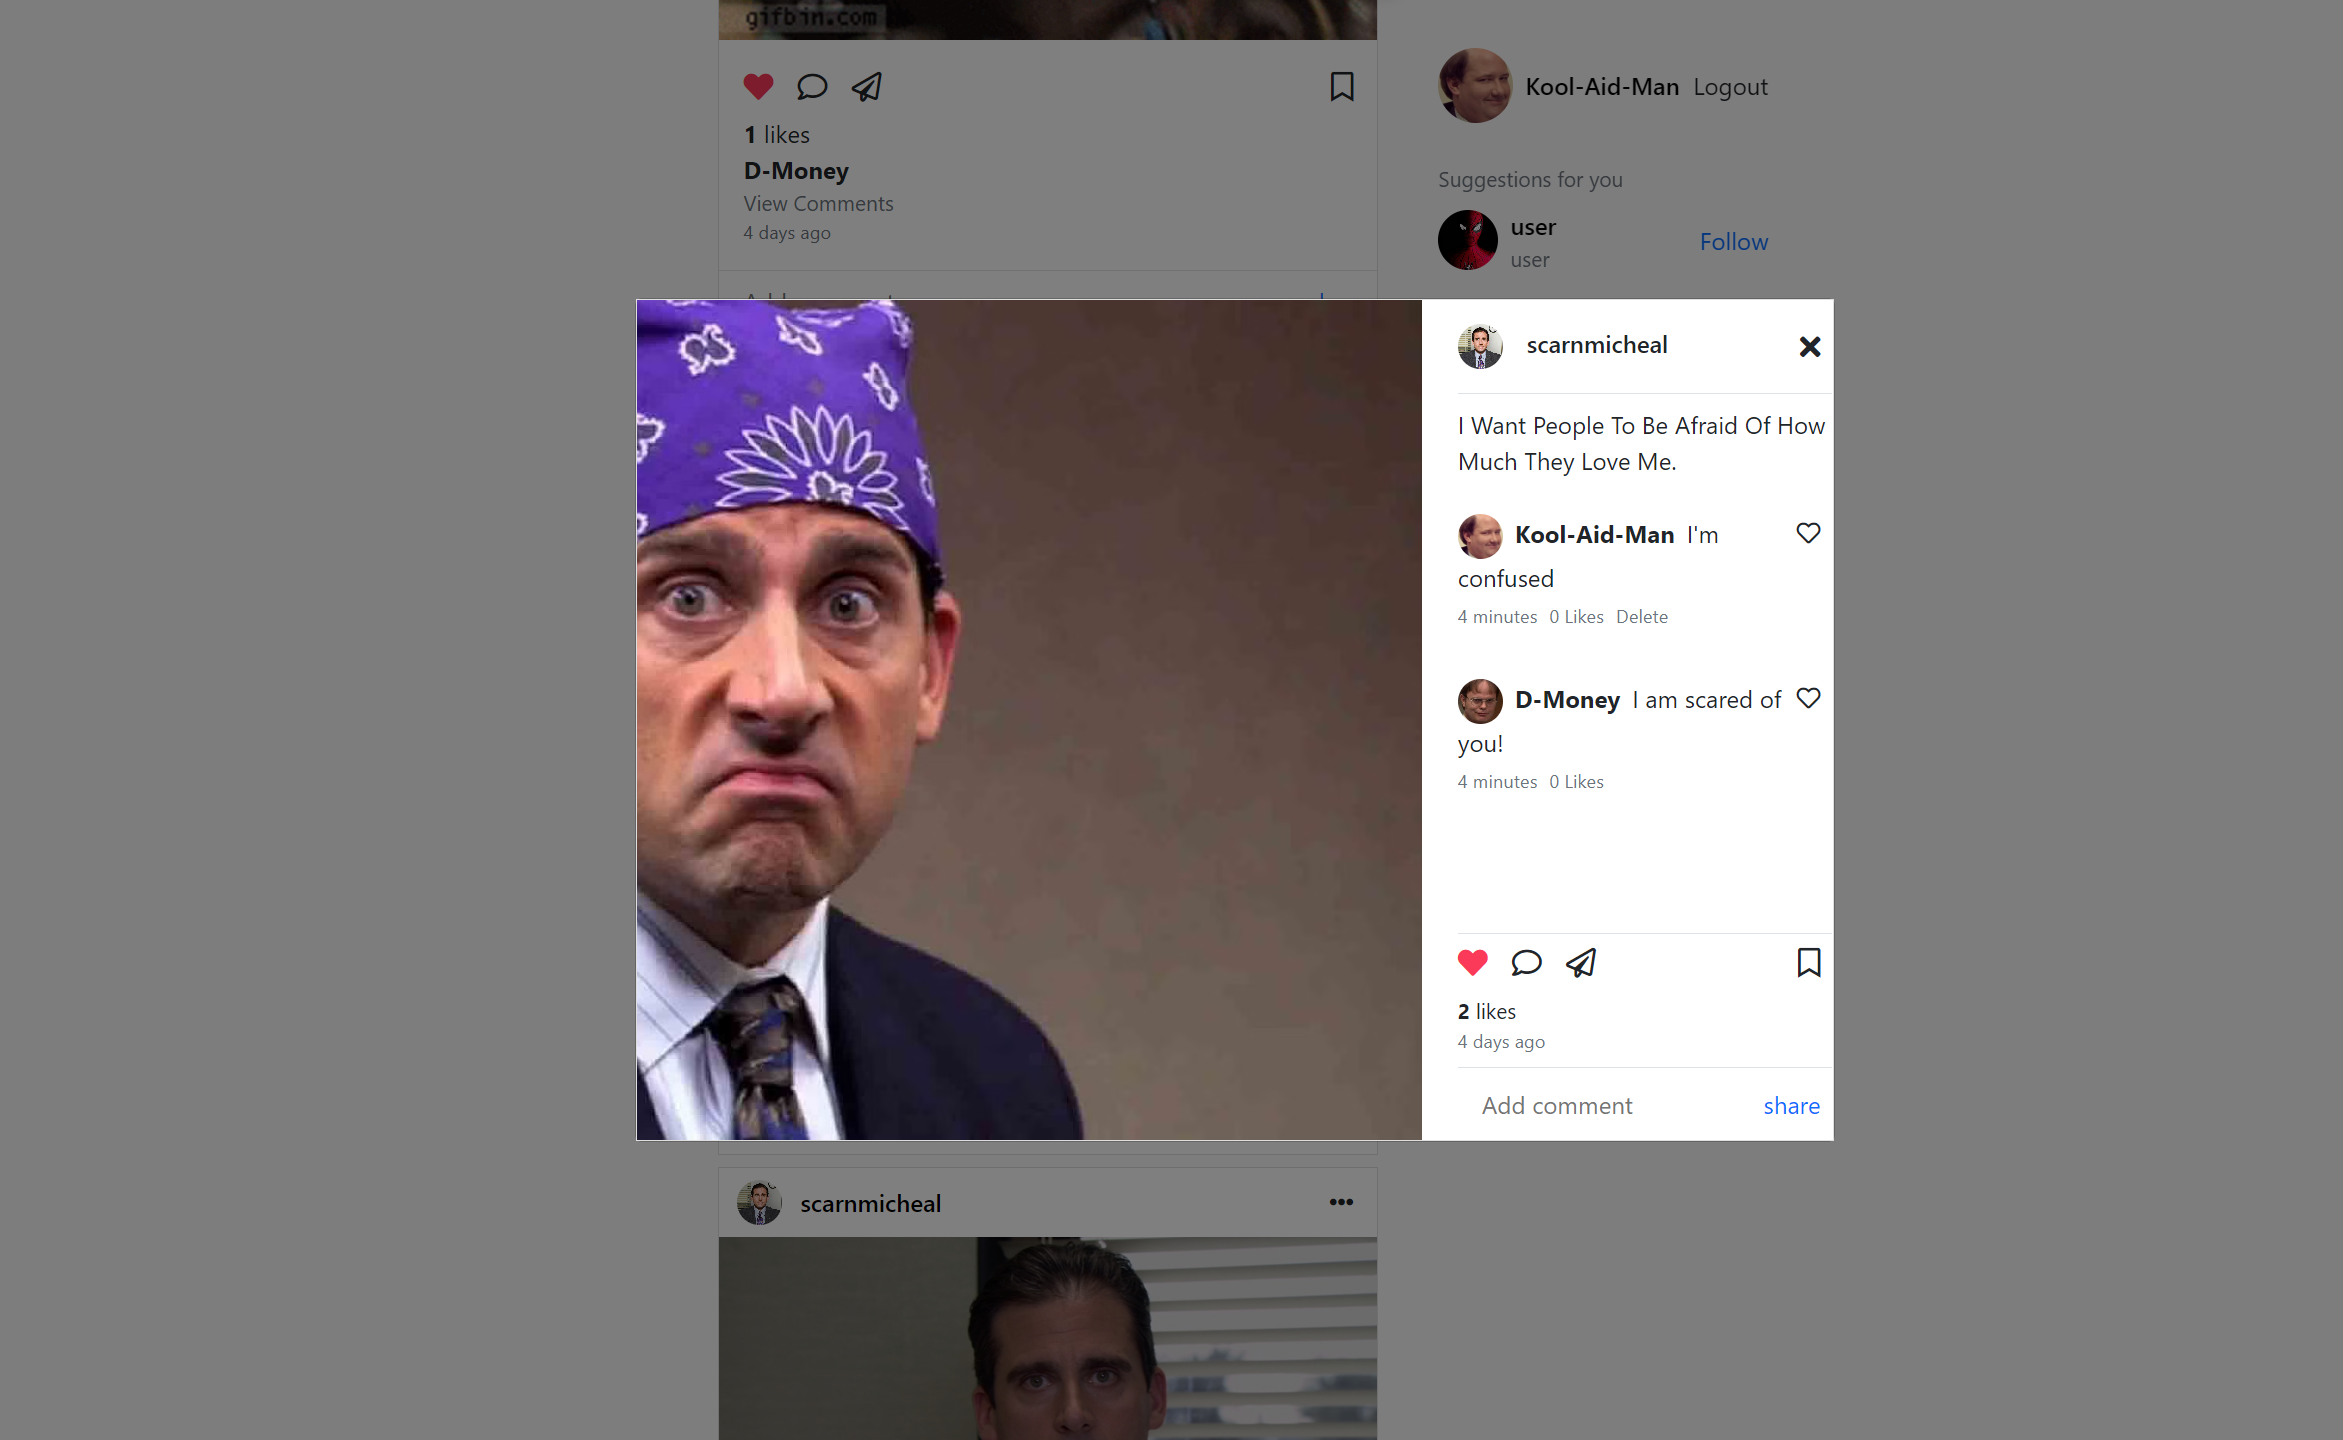 gifbin.com
1 likes
D-Money
View Comments
4 days ago
Kool-Aid-Man Logout
Suggestions for you
user
user
Follow
scarnmicheal
I Want People To Be Afraid Of How
Much They Love Me.
Kool-Aid-Man I'm
confused
4 minutes 0 Likes Delete
D-Money I am scared of
you!
4 minutes 0 Likes
2 likes
4 days ago
Add comment share
scarnmicheal